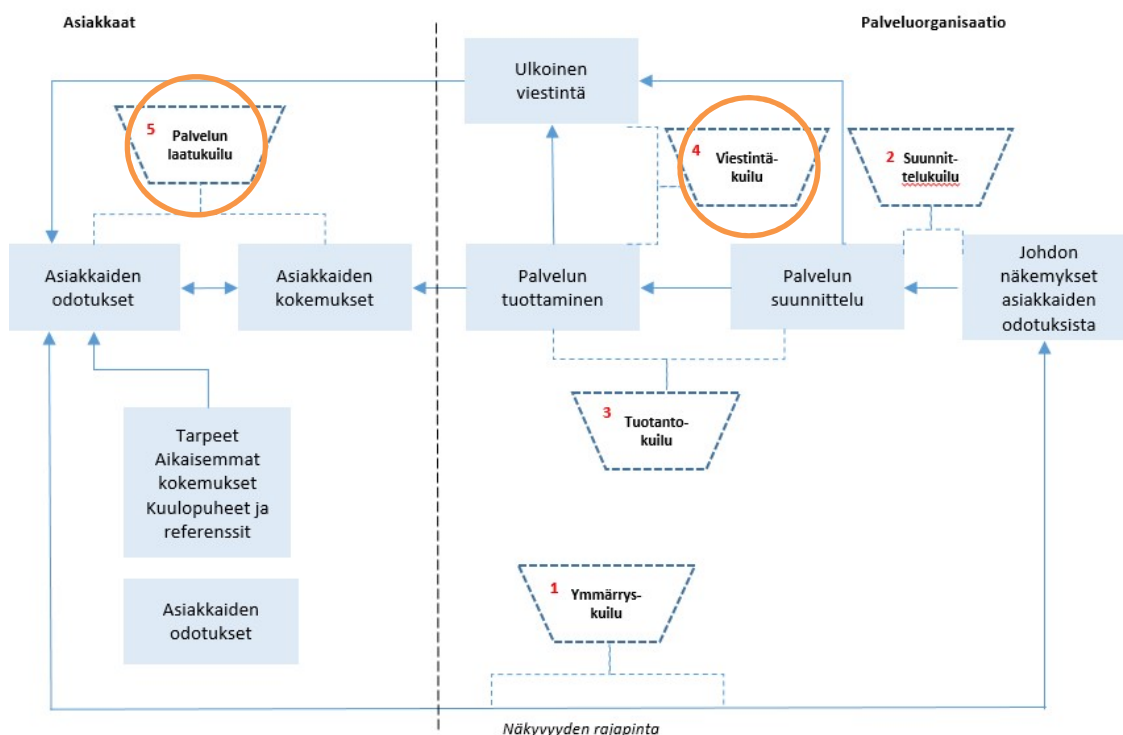 Asiakkaat
Palveluorganisaatio
Ulkoinen
viestintä
5 Palvelun
laatukuilu
4 Viestintä-
kuilu
2 Suunnit-
telukuilu
Asiakkaiden
odotukset
Asiakkaiden
kokemukset
Palvelun
tuottaminen
Palvelun
suunnittelu
Johdon
näkemykset
asiakkaiden
odotuksista
3 Tuotanto-
kuilu
Tarpeet
Aikaisemmat
kokemukset
Kuulopuheet ja
referenssit
1 Ymmärrys-
kuilu
Asiakkaiden
odotukset
Näkyvyyden rajapinta